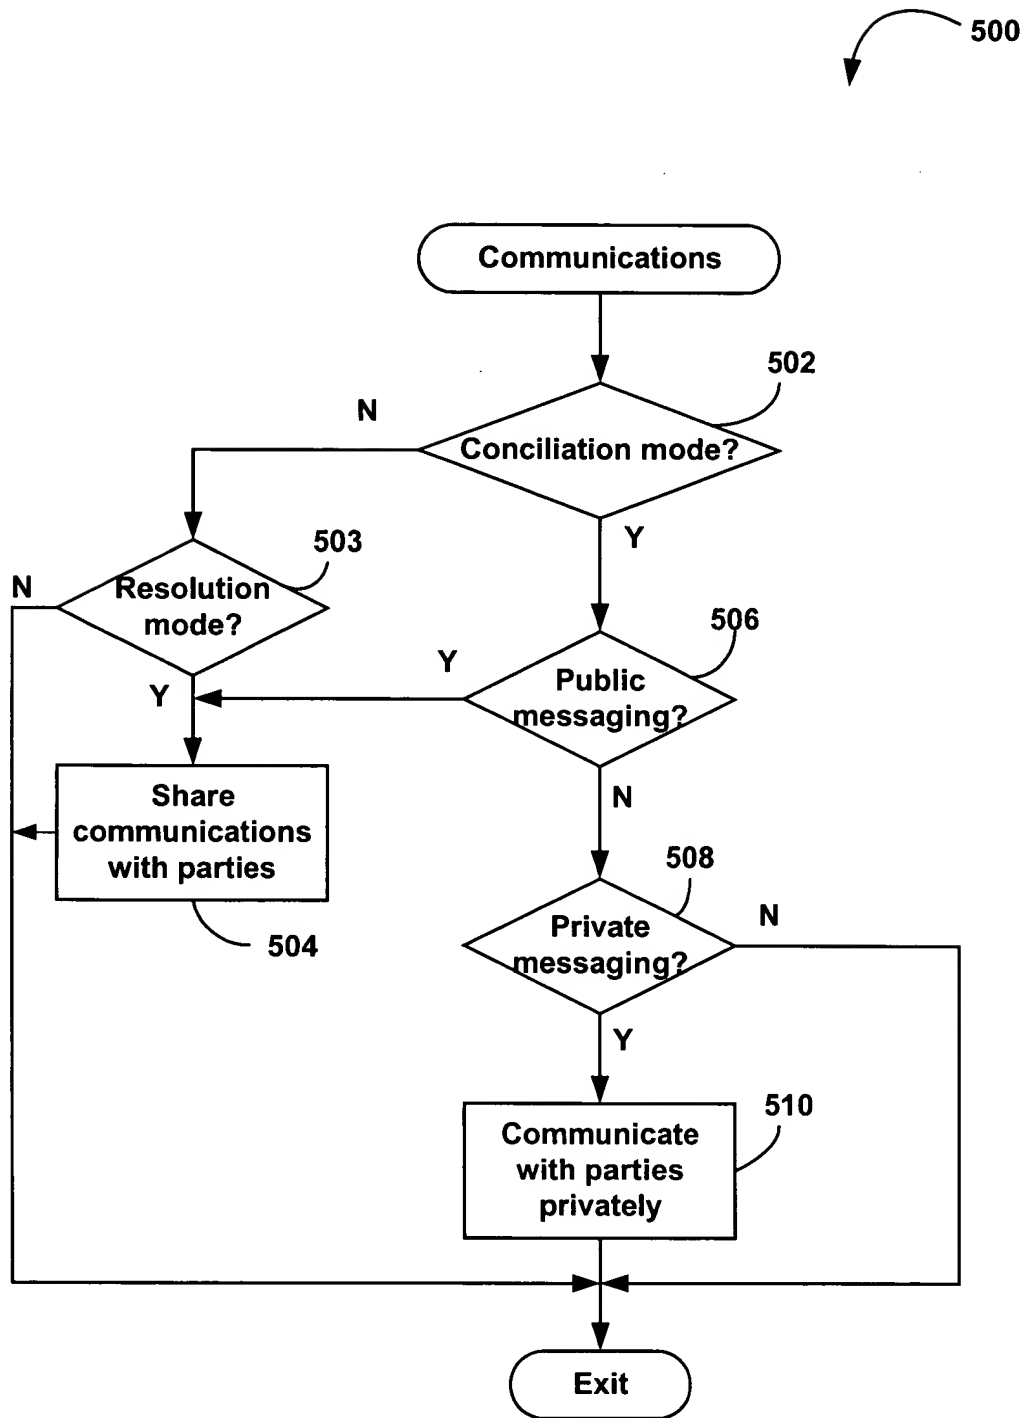 500
Communications
502
N
Conciliation mode?
Y
503
N
Resolution
mode?
506
Y
Y
Public
messaging?
N
Share
communications
with parties
504
508
N
Private
messaging?
Y
510
Communicate
with parties
privately
Exit